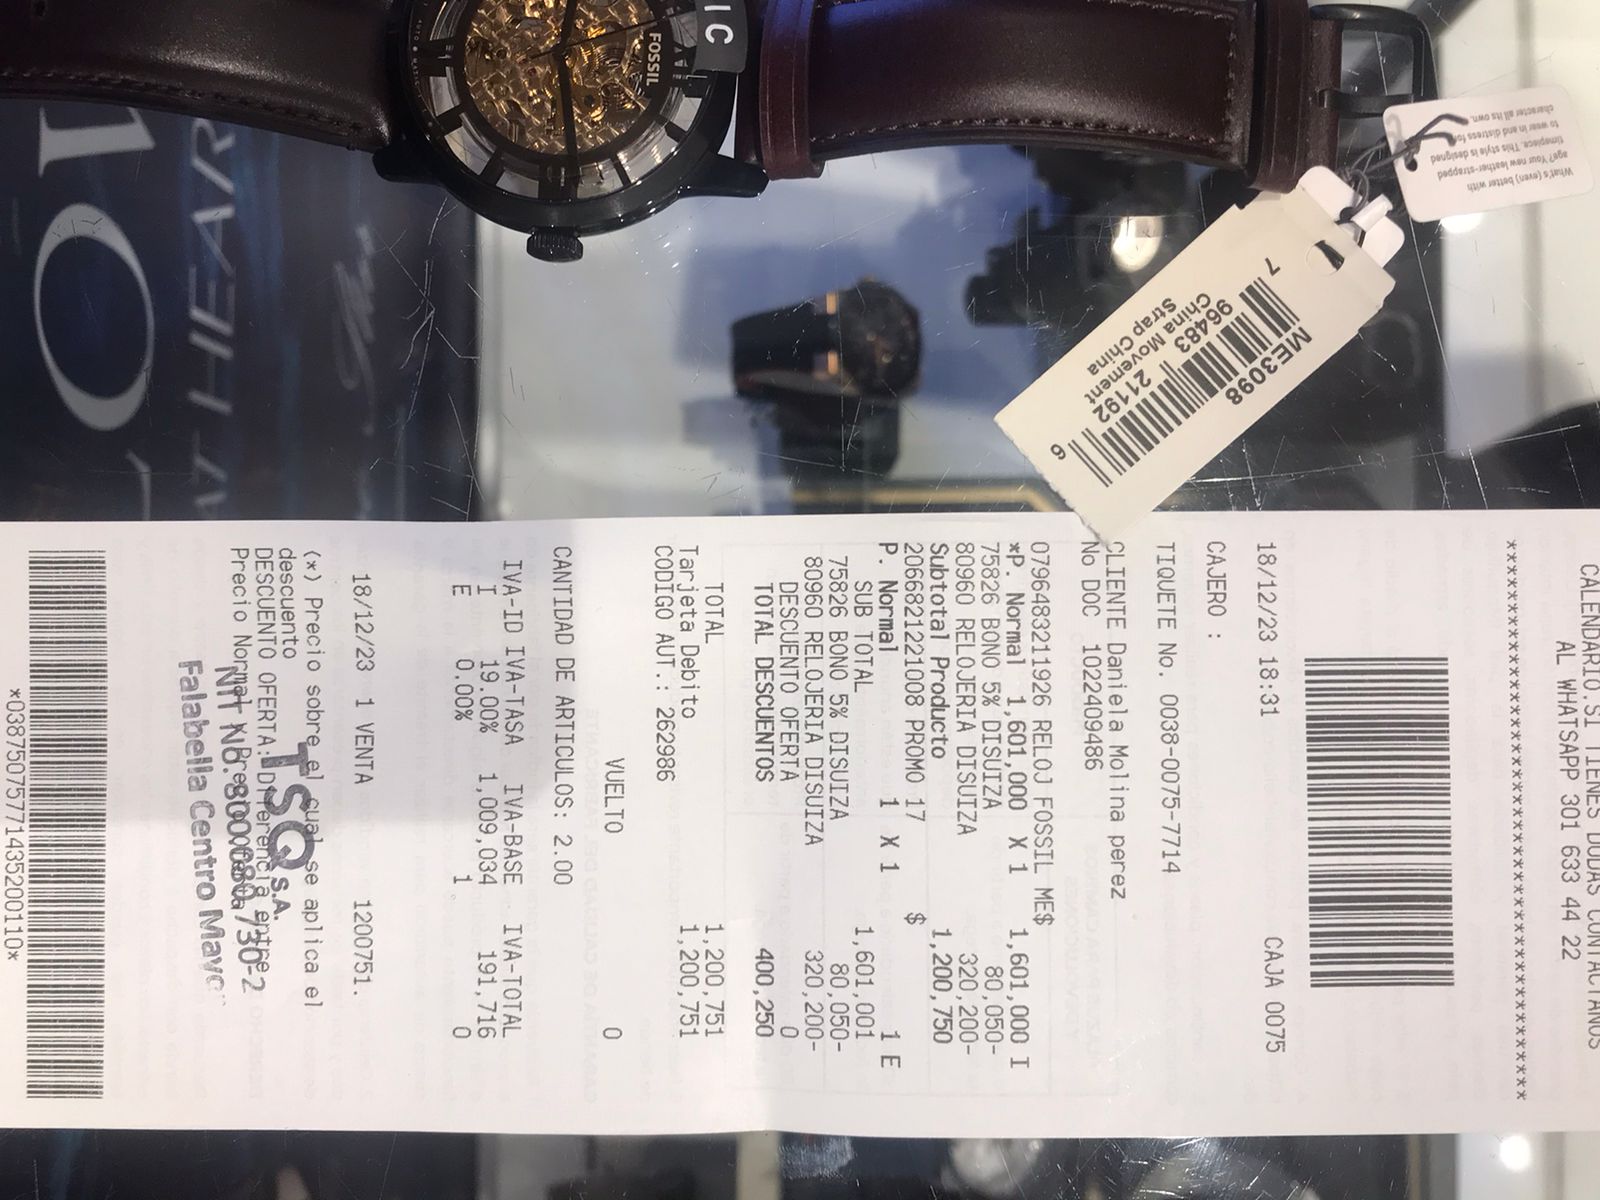 FOSSIL
IC
What's (even) better with
age? Your new leather-strapped
timepiece. This style is designed
to wear in and distress for
character all its own.
ME3098
7 96483 21192 6
China Movement
Strap China
CALENDARIO.SI TIENES DUDAS CONTACTANOS
AL WHATSAPP 301 633 44 22
18/12/23 18:31 CAJA 0075
CAJERO :
TIQUETE No. 0038-0075-7714
CLIENTE Daniela Molina perez
No DOC 1022409486
0796483211926 RELOJ FOSSIL ME$
*P. Normal 1,601,000 X 1 1,601,000 I
75826 BONO 5% DISUIZA 80,050-
80960 RELOJERIA DISUIZA 320,200-
Subtotal Producto 1,200,750
2066821221008 PROMO 17 $
P. Normal 1 X 1 1 E
SUB TOTAL 1,601,001
75826 BONO 5% DISUIZA 80,050-
80960 RELOJERIA DISUIZA 320,200-
DESCUENTO OFERTA 0
TOTAL DESCUENTOS 400,250
TOTAL 1,200,751
Tarjeta Debito 1,200,751
CODIGO AUT.: 262986
VUELTO 0
CANTIDAD DE ARTICULOS: 2.00
IVA-ID IVA-TASA IVA-BASE IVA-TOTAL
I 19.00% 1,009,034 191,716
E 0.00% 1 0
18/12/23 1 VENTA 1200751.
(*) Precio sobre el cual se aplica el
descuento
DESCUENTO OFERTA: Diferencia entre
Precio Normal y Precio
TSQ S.A.
NIT No.800088.730-2
Falabella Centro Mayor
*038750757714352001​10*